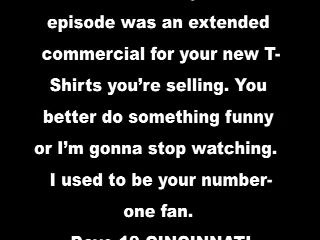 episode was an extended
commercial for your new T-
Shirts you’re selling. You
better do something funny
or I’m gonna stop watching.
I used to be your number-
one fan.